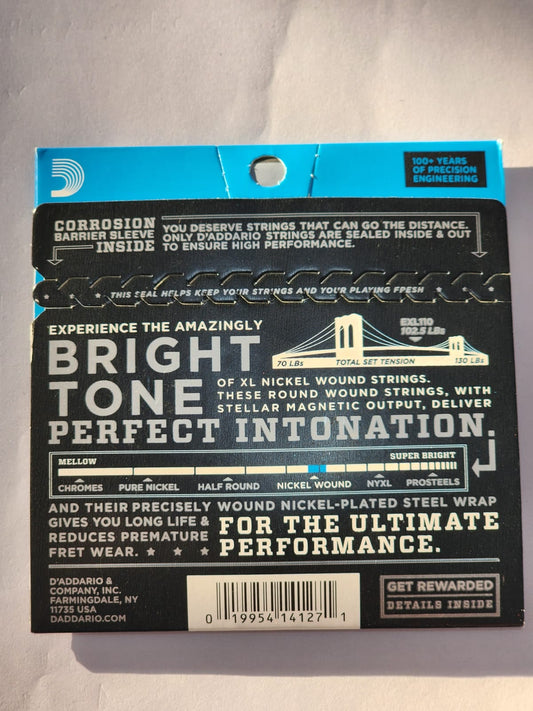 100+ YEARS
OF PRECISION
ENGINEERING
CORROSION
BARRIER SLEEVE
INSIDE
YOU DESERVE STRINGS THAT CAN GO THE DISTANCE.
ONLY D'ADDARIO STRINGS ARE SEALED INSIDE & OUT
TO ENSURE HIGH PERFORMANCE.
THIS SEAL HELPS KEEP YOUR STRINGS AND YOUR PLAYING FRESH
EXPERIENCE THE AMAZINGLY
BRIGHT
TONE
EXL110
102.5 LBs
70 LBs
TOTAL SET TENSION
130 LBs
OF XL NICKEL WOUND STRINGS.
THESE ROUND WOUND STRINGS, WITH
STELLAR MAGNETIC OUTPUT, DELIVER
PERFECT INTONATION.
MELLOW
SUPER BRIGHT
CHROMES
PURE NICKEL
HALF ROUND
NICKEL WOUND
NYXL
PROSTEELS
AND THEIR PRECISELY WOUND NICKEL-PLATED STEEL WRAP
GIVES YOU LONG LIFE &
REDUCES PREMATURE
FRET WEAR.
FOR THE ULTIMATE
PERFORMANCE.
D'ADDARIO &
COMPANY, INC.
FARMINGDALE, NY
11735 USA
DADDARIO.COM
0 19954 14127 1
GET REWARDED
DETAILS INSIDE